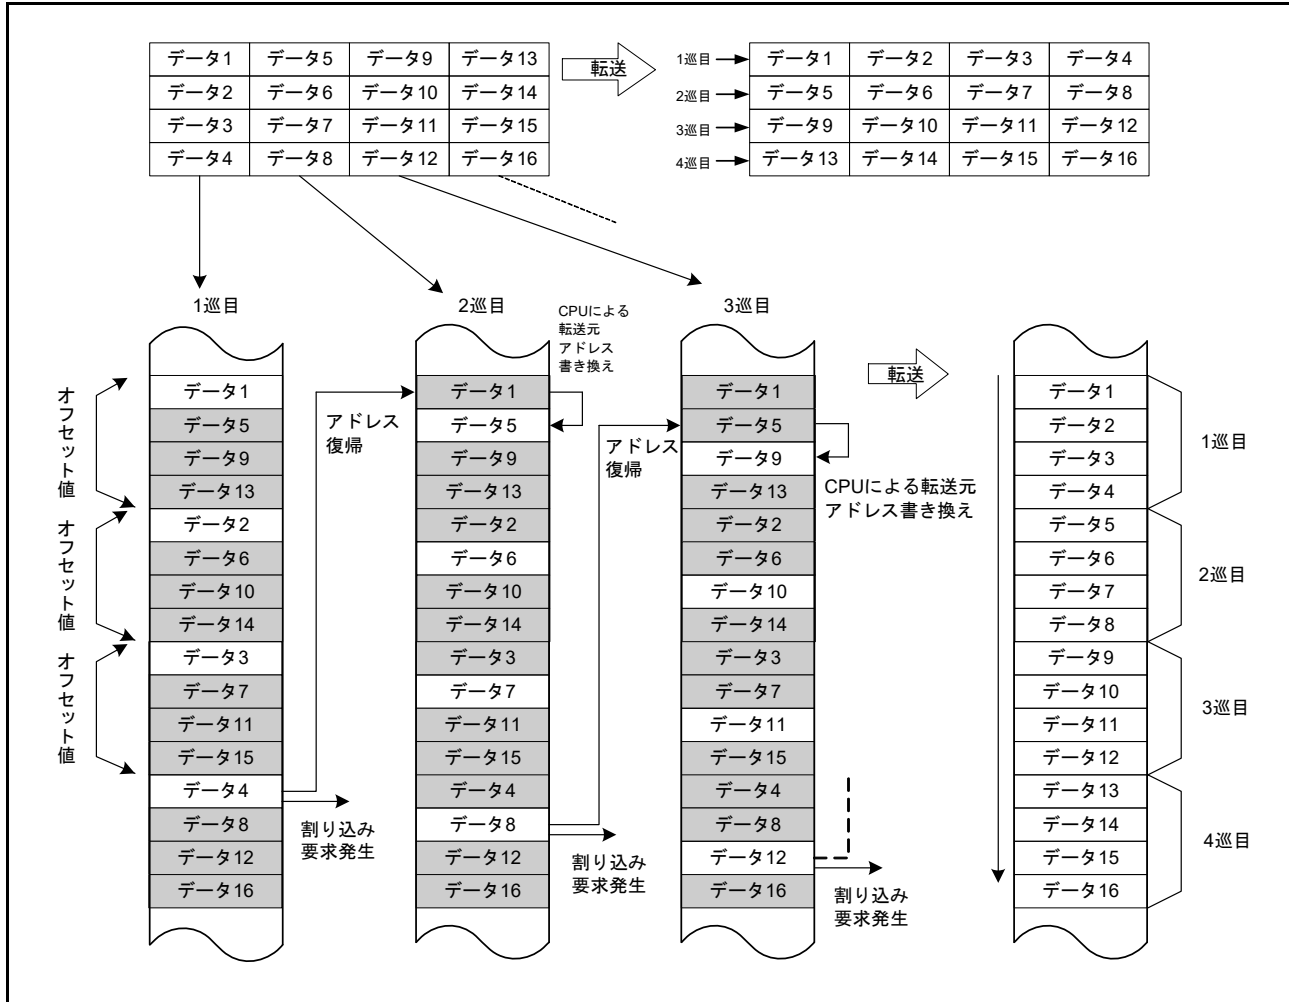 データ1 データ5 データ9 データ13
データ2 データ6 データ10 データ14
データ3 データ7 データ11 データ15
データ4 データ8 データ12 データ16
転送
1巡目 データ1 データ2 データ3 データ4
2巡目 データ5 データ6 データ7 データ8
3巡目 データ9 データ10 データ11 データ12
4巡目 データ13 データ14 データ15 データ16
1巡目
オフセット値
オフセット値
オフセット値
データ1
データ5
データ9
データ13
データ2
データ6
データ10
データ14
データ3
データ7
データ11
データ15
データ4
データ8
データ12
データ16
アドレス
復帰
割り込み
要求発生
2巡目
CPUによる
転送元
アドレス
書き換え
データ1
データ5
データ9
データ13
データ2
データ6
データ10
データ14
データ3
データ7
データ11
データ15
データ4
データ8
データ12
データ16
アドレス
復帰
割り込み
要求発生
3巡目
データ1
データ5
データ9
データ13
データ2
データ6
データ10
データ14
データ3
データ7
データ11
データ15
データ4
データ8
データ12
データ16
CPUによる転送元
アドレス書き換え
割り込み
要求発生
転送
データ1
データ2
データ3
データ4
データ5
データ6
データ7
データ8
データ9
データ10
データ11
データ12
データ13
データ14
データ15
データ16
1巡目
2巡目
3巡目
4巡目